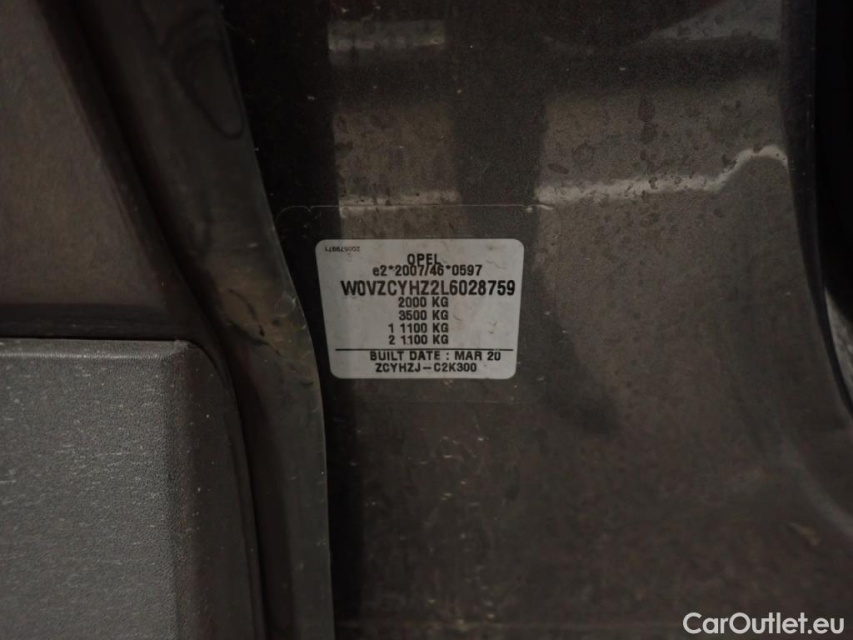 OPEL
e2*2007/46*0597
W0VZCYHZ2L6028759
2000 KG
3500 KG
1 1100 KG
2 1100 KG
BUILT DATE : MAR 20
ZCYHZJ-C2K300
CarOutlet.eu